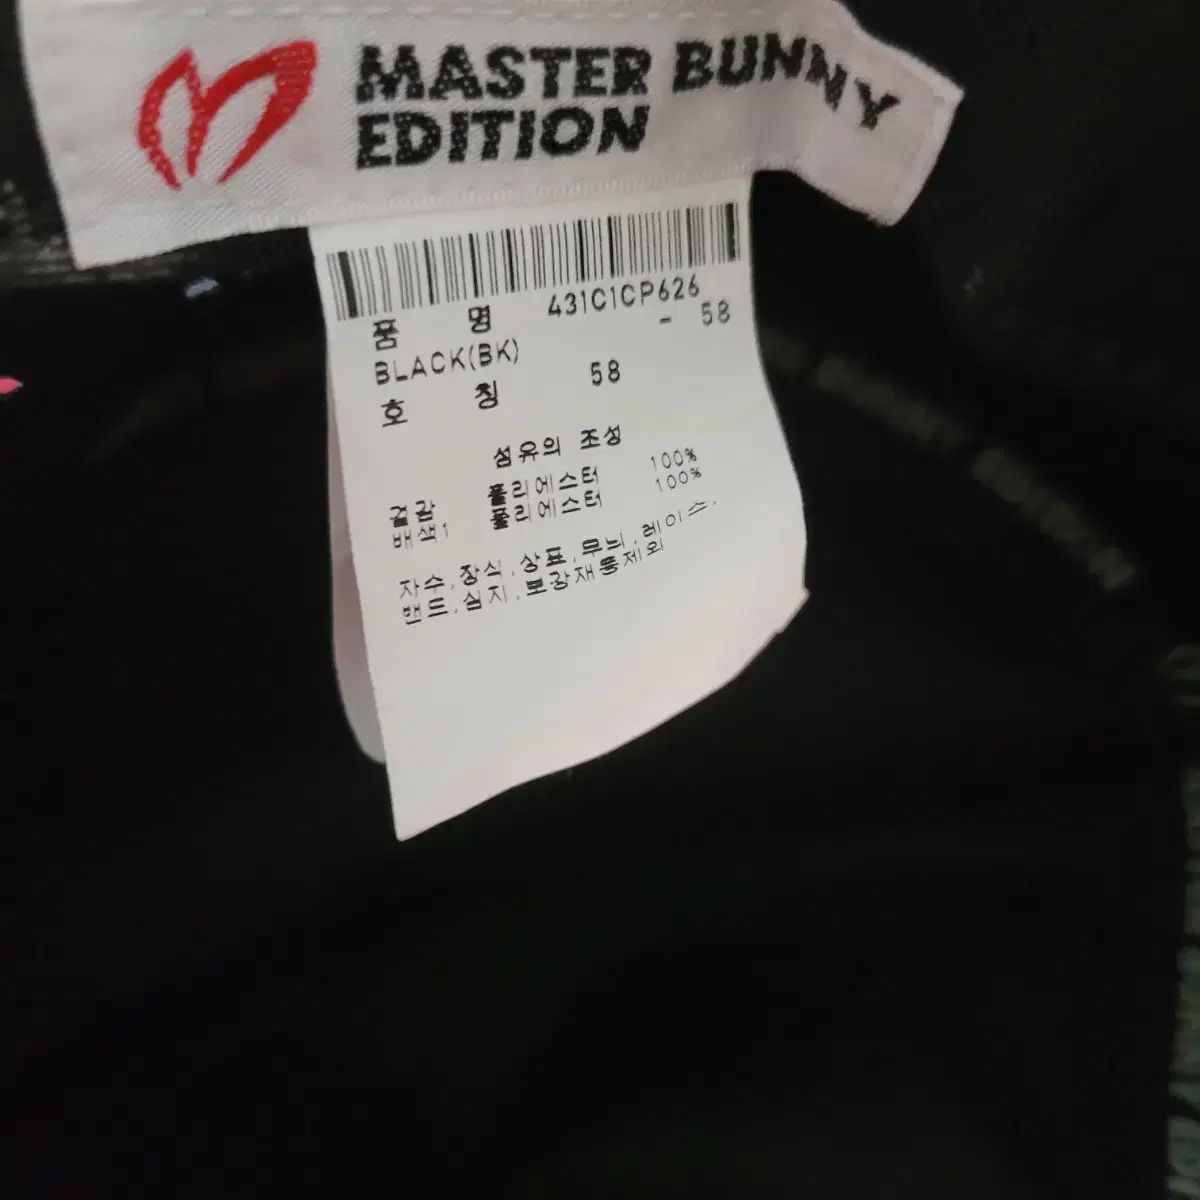 MASTER BUNNY
EDITION
품 명 431C1CP626
BLACK(BK) - 58
호 칭 58
섬유의 조성
겉감 폴리에스터 100%
배색1 폴리에스터 100%
자수,장식,상표,무늬,레이스,
밴드,심지,보강재등제외